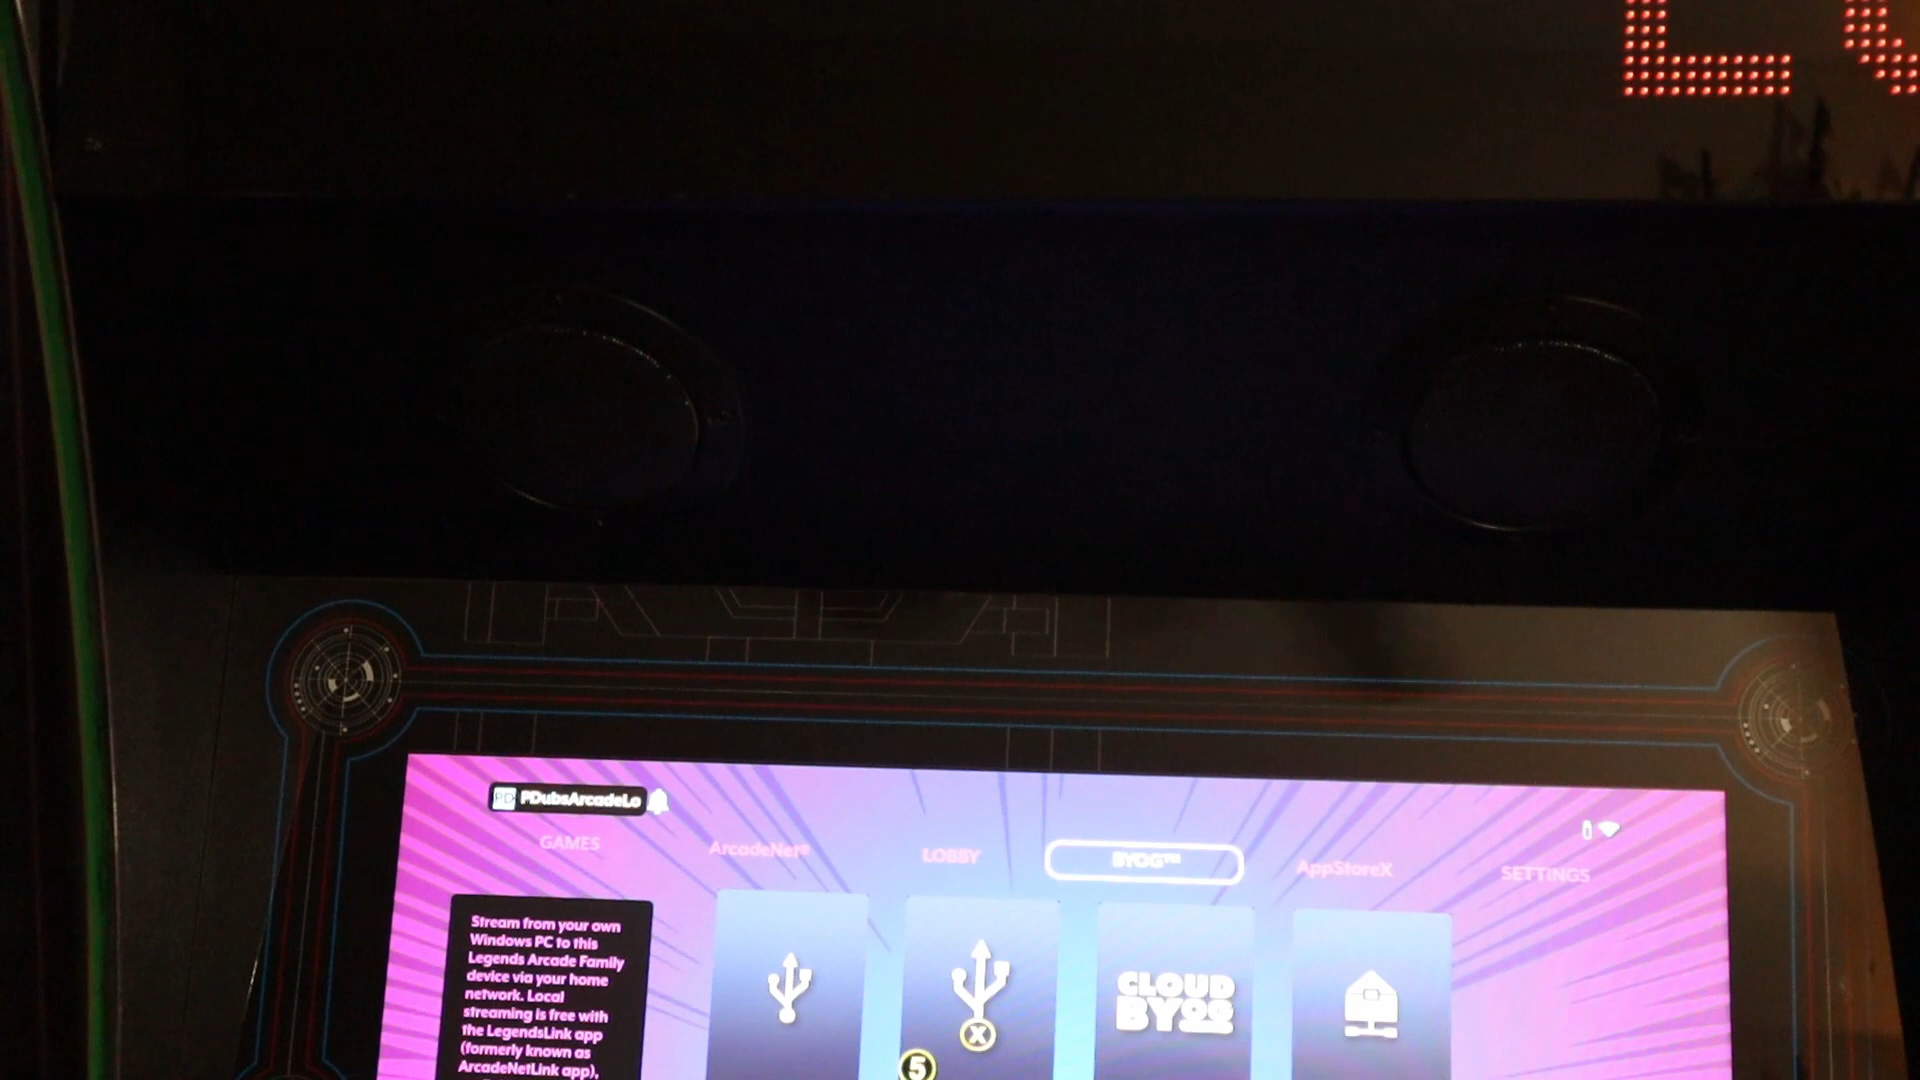 PD PDubsArcadeLo
GAMES
ArcadeNet®
LOBBY
BYOG™
AppStoreX
SETTINGS
Stream from your own
Windows PC to this
Legends Arcade Family
device via your home
network. Local
streaming is free with
the LegendsLink app
(formerly known as
ArcadeNetLink app),
X
5
CLOUD
BYOG